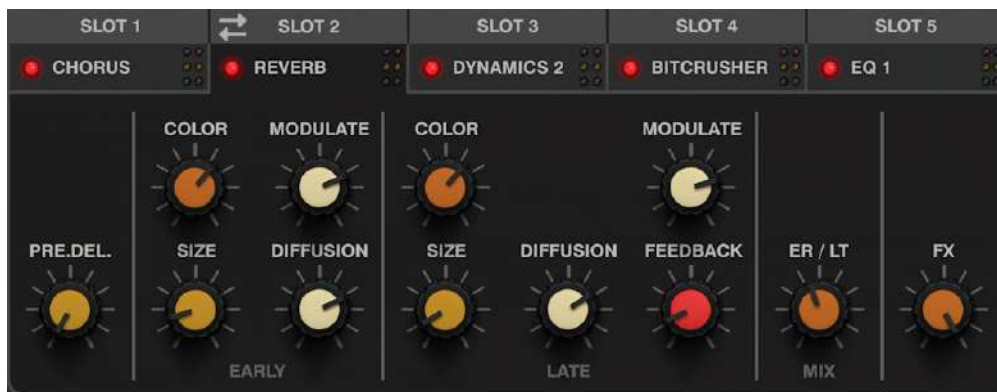 SLOT 1 SLOT 2 SLOT 3 SLOT 4 SLOT 5
CHORUS REVERB DYNAMICS 2 BITCRUSHER EQ 1
COLOR MODULATE COLOR MODULATE
PRE.DEL. SIZE DIFFUSION SIZE DIFFUSION FEEDBACK ER / LT FX
EARLY LATE MIX